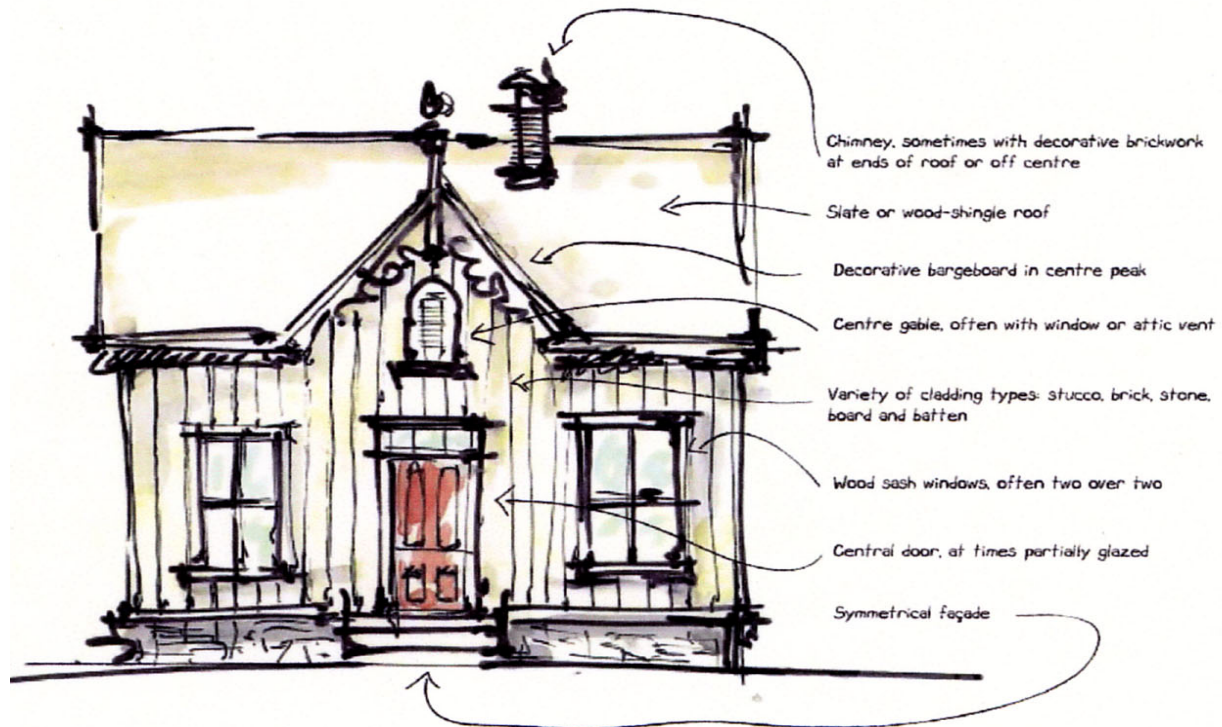 Chimney, sometimes with decorative brickwork
at ends of roof or off centre
Slate or wood-shingle roof
Decorative bargeboard in centre peak
Centre gable, often with window or attic vent
Variety of cladding types: stucco, brick, stone,
board and batten
Wood sash windows, often two over two
Central door, at times partially glazed
Symmetrical façade